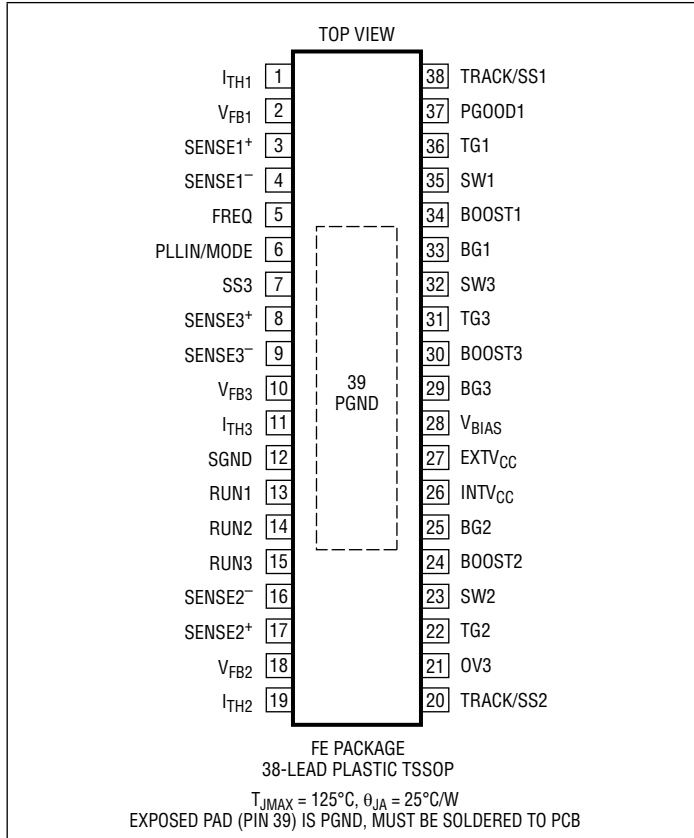 TOP VIEW
I_TH1 1
V_FB1 2
SENSE1⁺ 3
SENSE1⁻ 4
FREQ 5
PLLIN/MODE 6
SS3 7
SENSE3⁺ 8
SENSE3⁻ 9
V_FB3 10
I_TH3 11
SGND 12
RUN1 13
RUN2 14
RUN3 15
SENSE2⁻ 16
SENSE2⁺ 17
V_FB2 18
I_TH2 19
39
PGND
38 TRACK/SS1
37 PGOOD1
36 TG1
35 SW1
34 BOOST1
33 BG1
32 SW3
31 TG3
30 BOOST3
29 BG3
28 V_BIAS
27 EXTV_CC
26 INTV_CC
25 BG2
24 BOOST2
23 SW2
22 TG2
21 OV3
20 TRACK/SS2
FE PACKAGE
38-LEAD PLASTIC TSSOP
T_JMAX = 125°C, θ_JA = 25°C/W
EXPOSED PAD (PIN 39) IS PGND, MUST BE SOLDERED TO PCB